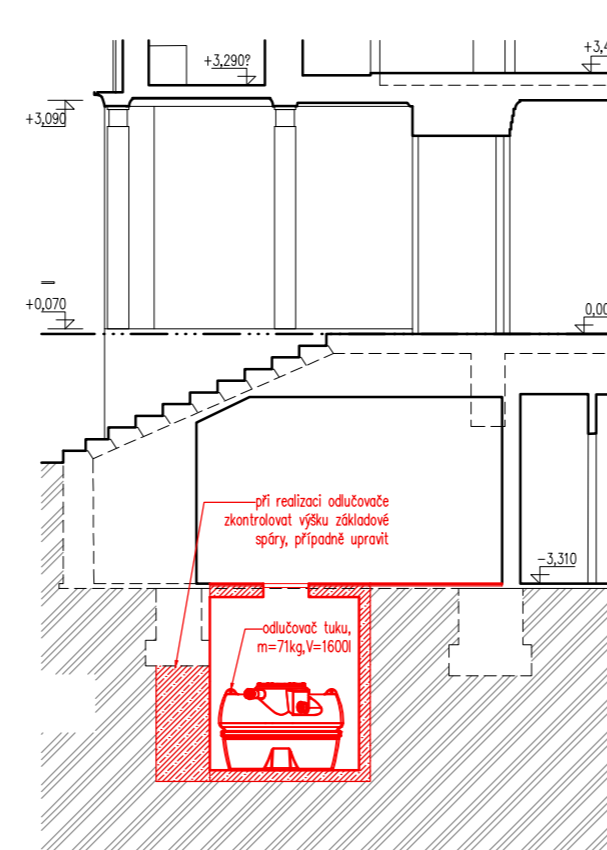 +3,290?
+3,4
+3,090
+0,070
0,00
při realizaci odlučovače
zkontrolovat výšku základové
spáry, případně upravit
-3,310
odlučovač tuku,
m=71kg,V=1600l